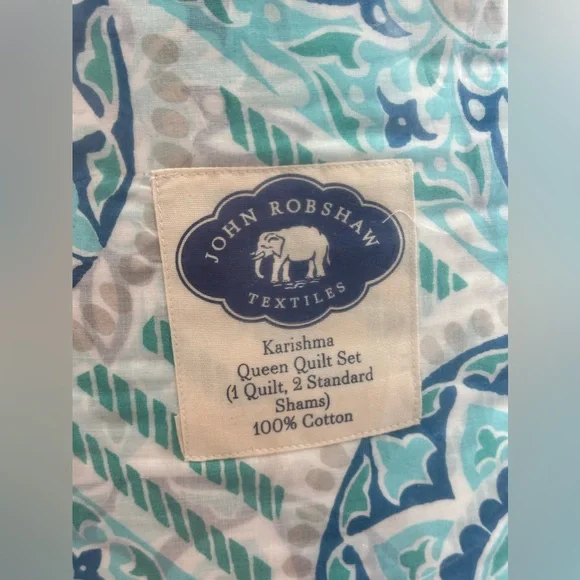 JOHN ROBSHAW
TEXTILES
Karishma
Queen Quilt Set
(1 Quilt, 2 Standard
Shams)
100% Cotton